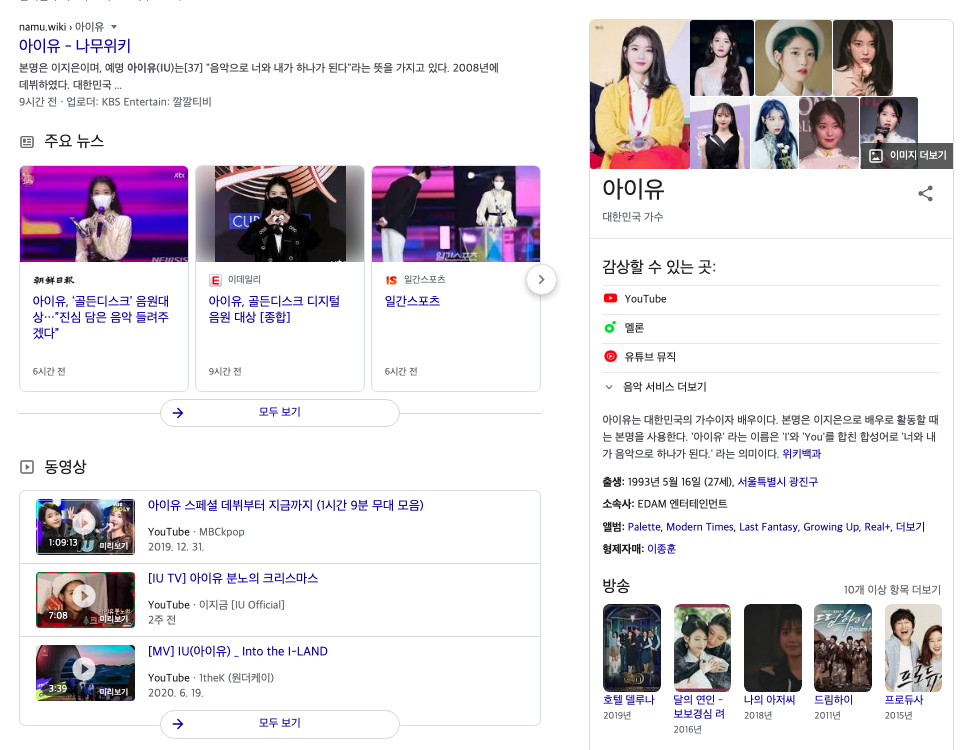 namu.wiki › 아이유
아이유 - 나무위키
본명은 이지은이며, 예명 아이유(IU)는[37] "음악으로 너와 내가 하나가 된다"라는 뜻을 가지고 있다. 2008년에
데뷔하였다. 대한민국 ...
9시간 전 · 업로더: KBS Entertain: 깔깔티비
주요 뉴스
朝鮮日報
아이유, ‘골든디스크’ 음원대
상…"진심 담은 음악 들려주
겠다"
6시간 전
CU
E 이데일리
아이유, 골든디스크 디지털
음원 대상 [종합]
9시간 전
일간스포츠
IS 일간스포츠
일간스포츠
6시간 전
모두 보기
동영상
1:09:13
미리보기
아이유 스페셜 데뷔부터 지금까지 (1시간 9분 무대 모음)
YouTube · MBCkpop
2019. 12. 31.
7:08
미리보기
[IU TV] 아이유 분노의 크리스마스
YouTube · 이지금 [IU Official]
2주 전
3:39
미리보기
[MV] IU(아이유) _ Into the I-LAND
YouTube · 1theK (원더케이)
2020. 6. 19.
모두 보기
이미지 더보기
아이유
대한민국 가수
감상할 수 있는 곳:
YouTube
멜론
유튜브 뮤직
음악 서비스 더보기
아이유는 대한민국의 가수이자 배우이다. 본명은 이지은으로 배우로 활동할 때
는 본명을 사용한다. '아이유' 라는 이름은 'I'와 'You'를 합친 합성어로 '너와 내
가 음악으로 하나가 된다.' 라는 의미이다. 위키백과
출생: 1993년 5월 16일 (27세), 서울특별시 광진구
소속사: EDAM 엔터테인먼트
앨범: Palette, Modern Times, Last Fantasy, Growing Up, Real+, 더보기
형제자매: 이종훈
방송
10개 이상 항목 더보기
드림하이
프로듀
호텔 델루나
2019년
달의 연인 -
보보경심 려
2016년
나의 아저씨
2018년
드림하이
2011년
프로듀사
2015년